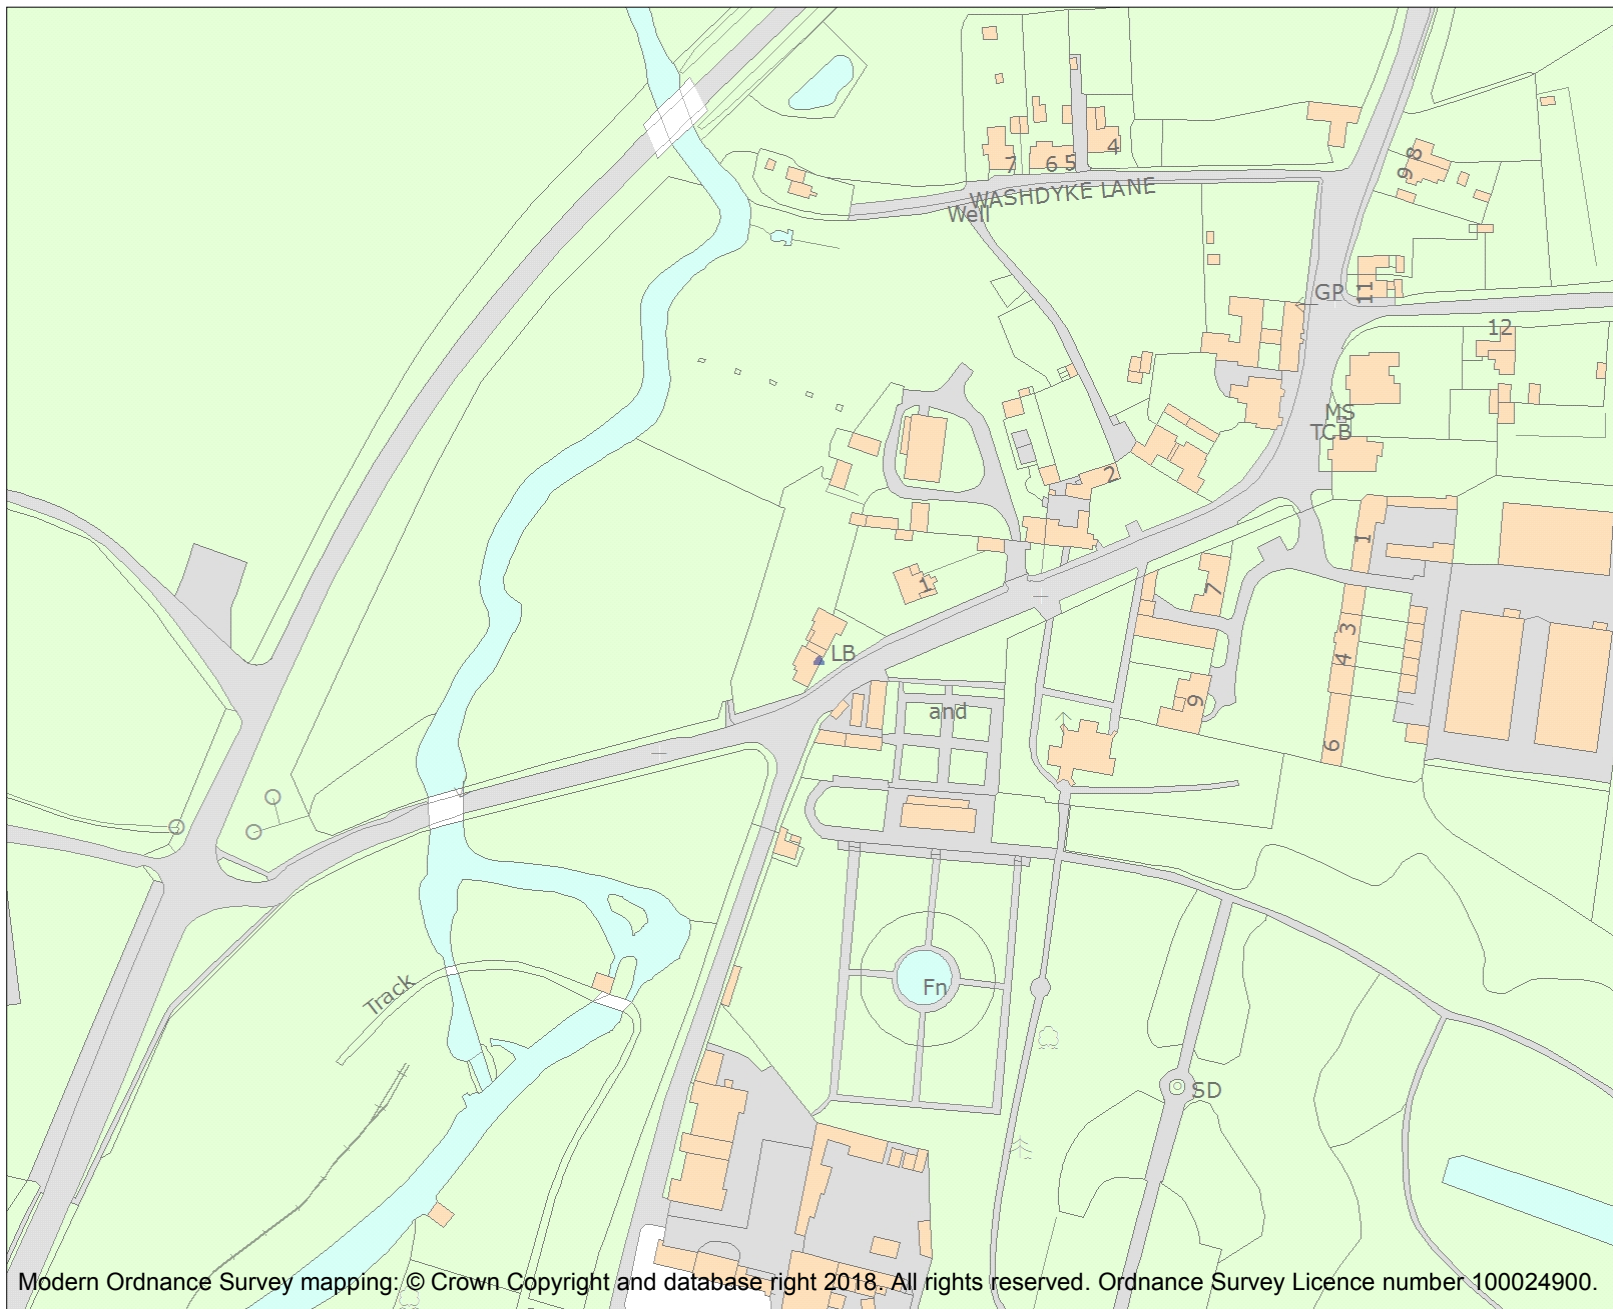 4
7
6 5
8
9
WASHDYKE LANE
Well
GP
11
12
MS
TCB
2
1
1
7
3
LB
4
9
and
6
Fn
Track
SD
Modern Ordnance Survey mapping: © Crown Copyright and database right 2018. All rights reserved. Ordnance Survey Licence number 100024900.